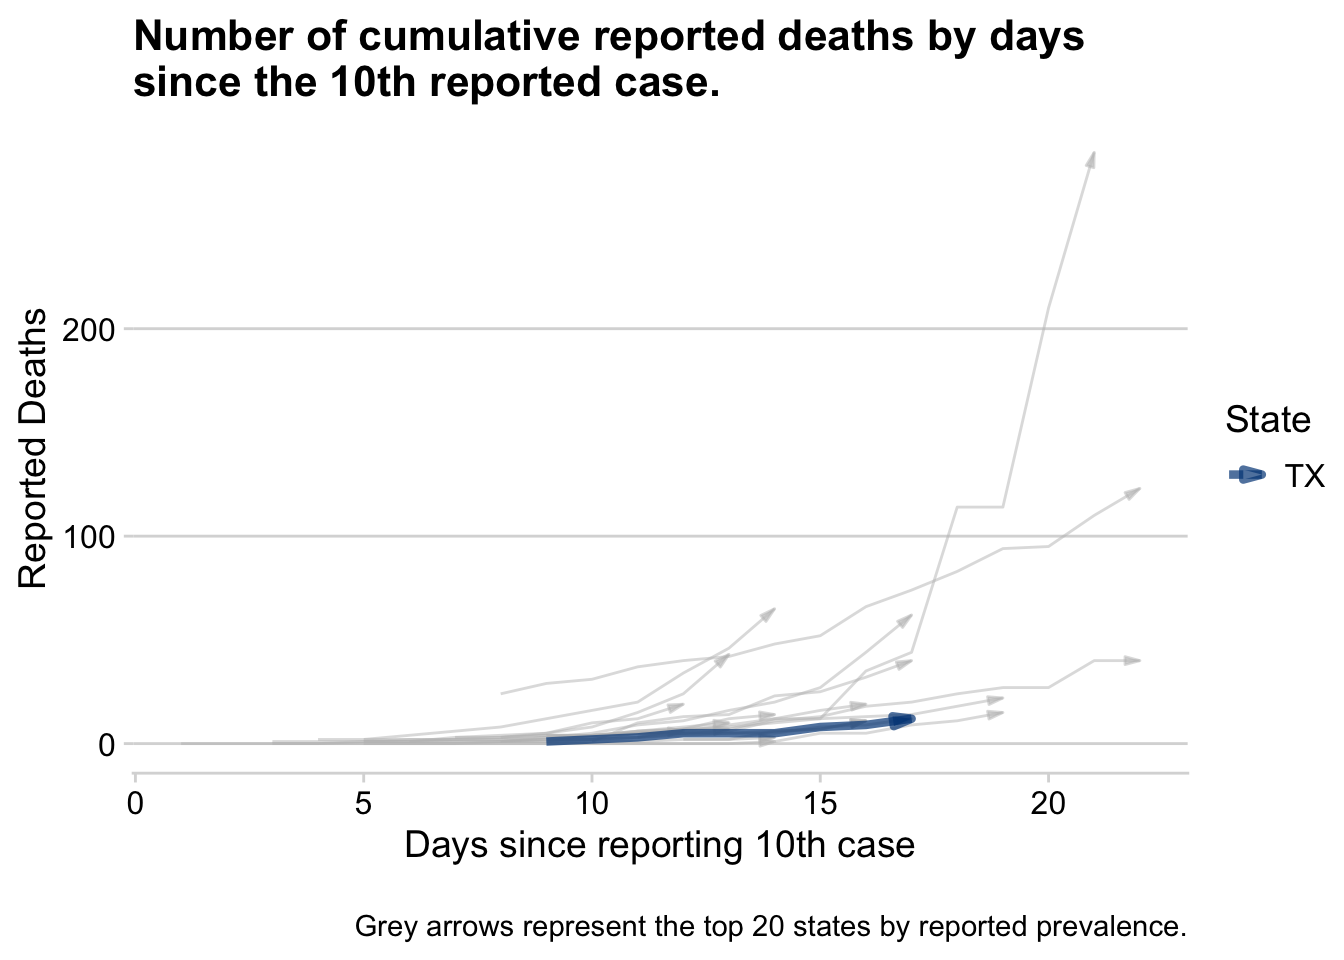 Number of cumulative reported deaths by days
since the 10th reported case.
Reported Deaths
200
100
0
0 5 10 15 20
Days since reporting 10th case
State
TX
Grey arrows represent the top 20 states by reported prevalence.